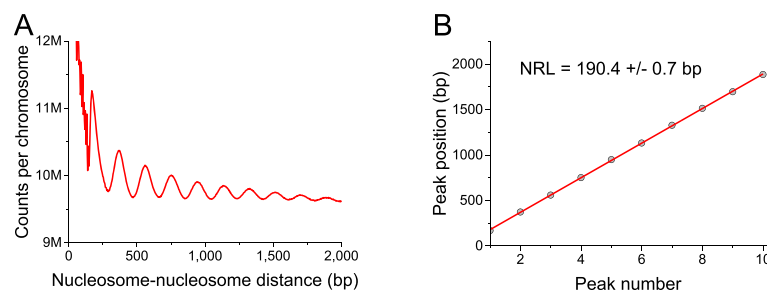 A
Counts per chromosome
12M
11M
10M
9M
0
500
1,000
1,500
2,000
Nucleosome-nucleosome distance (bp)
B
NRL = 190.4 +/- 0.7 bp
Peak position (bp)
2000
1500
1000
500
0
2
4
6
8
10
Peak number